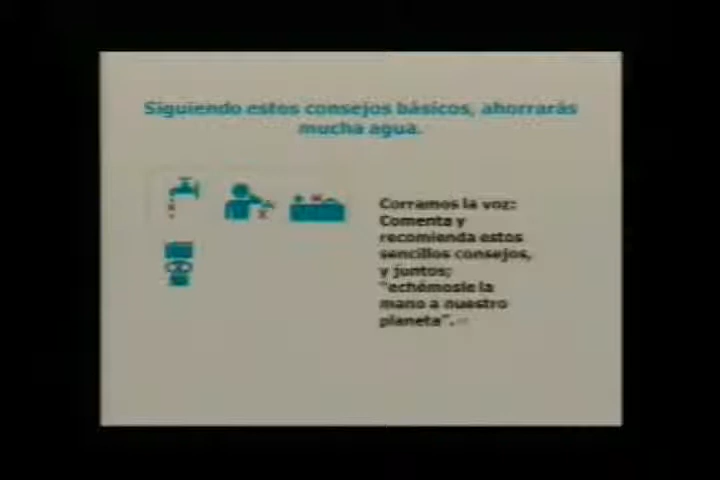 Siguiendo estos consejos básicos, ahorrarás
mucha agua.
Corramos la voz:
Comenta y
recomienda estos
sencillos consejos,
y juntos;
"echémosle la
mano a nuestro
planeta".